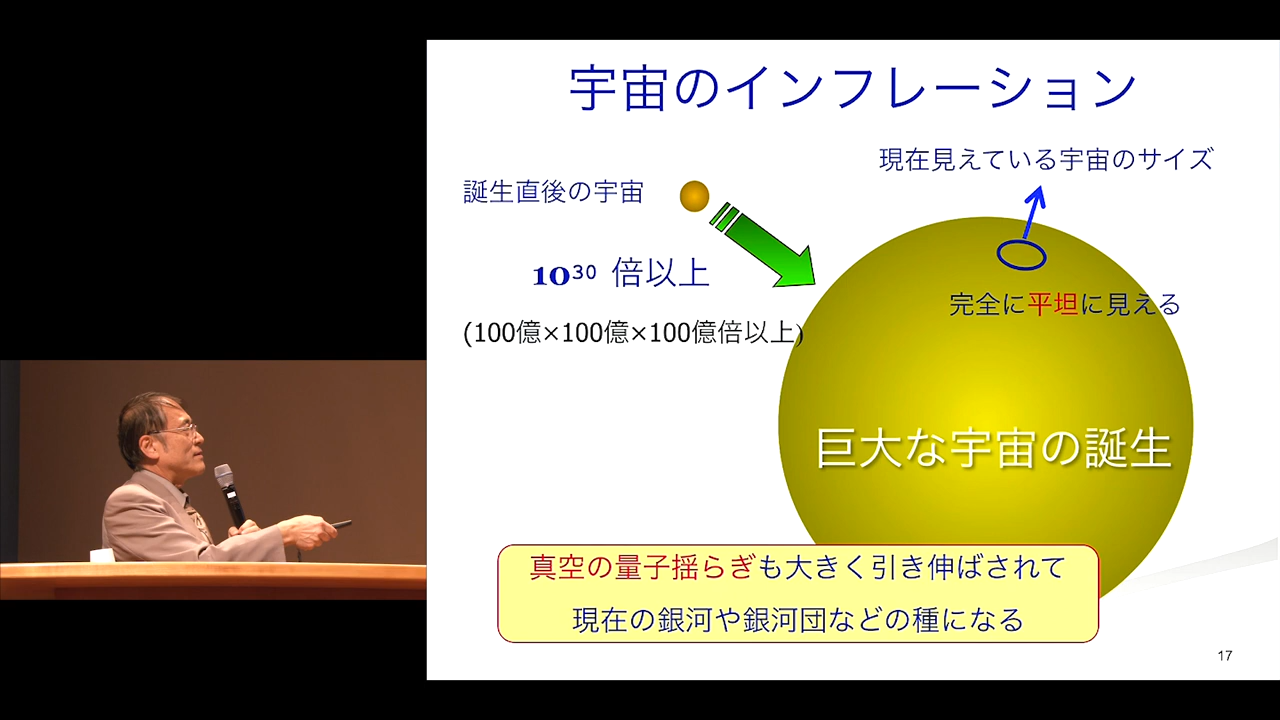 宇宙のインフレーション
現在見えている宇宙のサイズ
誕生直後の宇宙
10³⁰ 倍以上
完全に平坦に見える
(100億×100億×100億倍以上)
巨大な宇宙の誕生
真空の量子揺らぎも大きく引き伸ばされて
現在の銀河や銀河団などの種になる
17